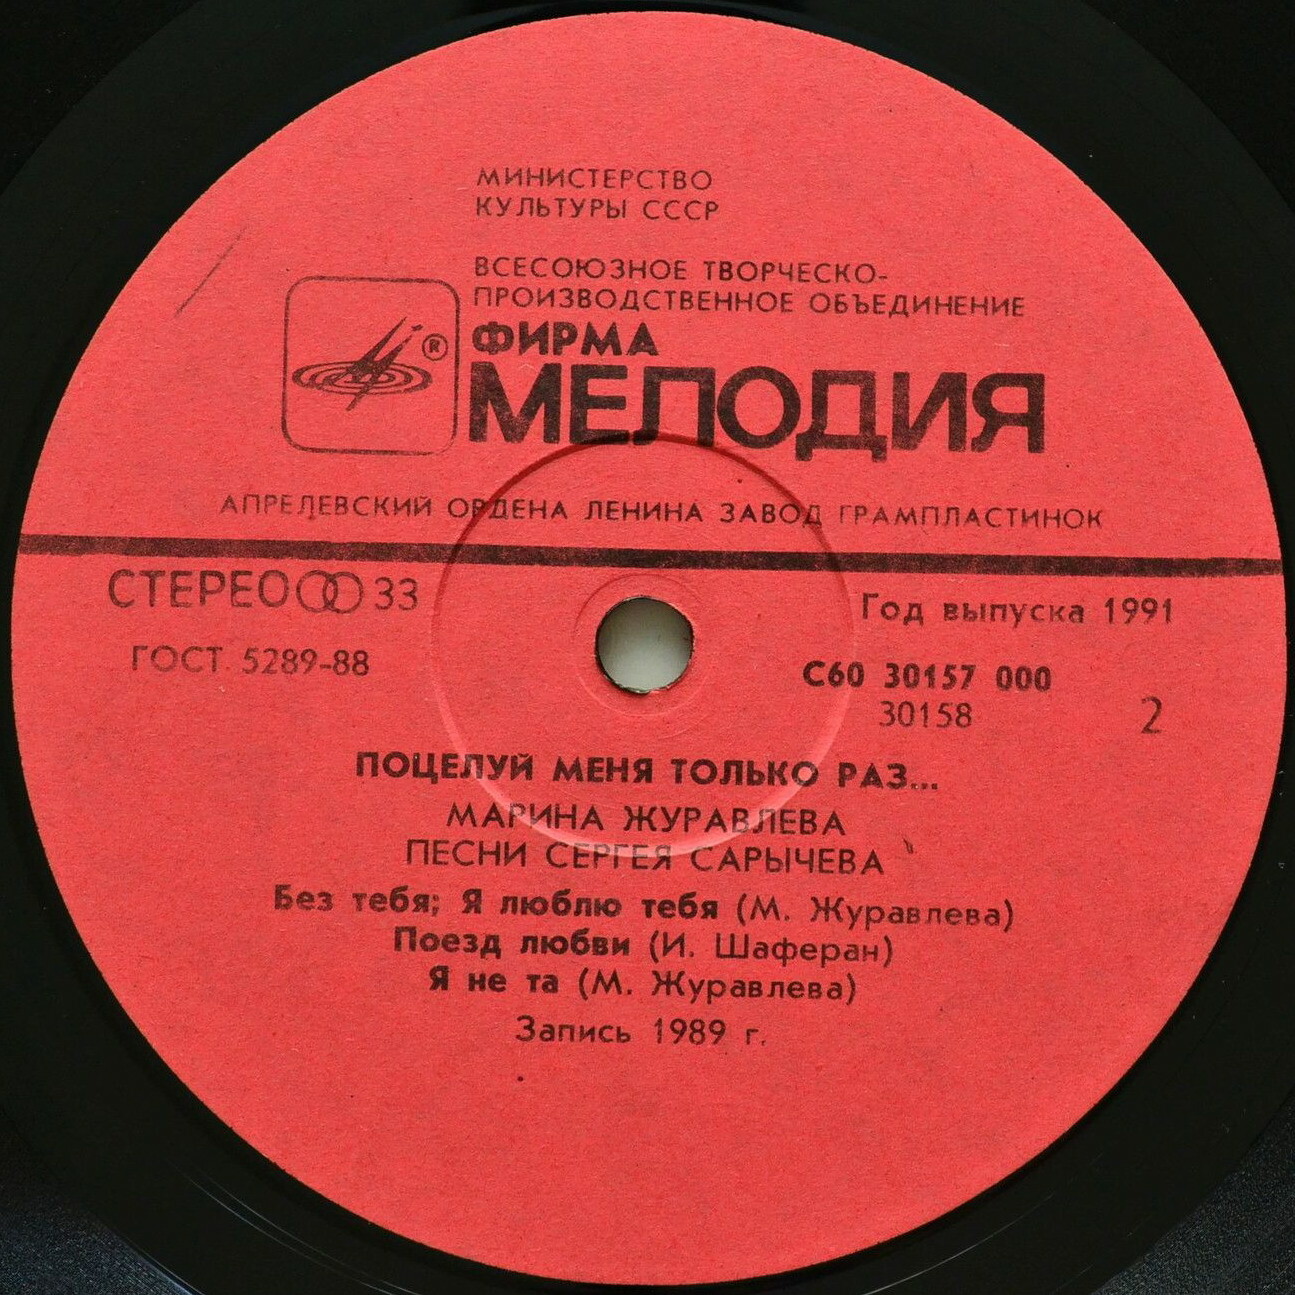 МИНИСТЕРСТВО
КУЛЬТУРЫ СССР
ВСЕСОЮЗНОЕ ТВОРЧЕСКО-
ПРОИЗВОДСТВЕННОЕ ОБЪЕДИНЕНИЕ
ФИРМА
®
МЕЛОДИЯ
АПРЕЛЕВСКИЙ ОРДЕНА ЛЕНИНА ЗАВОД ГРАМПЛАСТИНОК
СТЕРЕО 33
Год выпуска 1991
ГОСТ 5289-88
С60 30157 000
30158
2
ПОЦЕЛУЙ МЕНЯ ТОЛЬКО РАЗ...
МАРИНА ЖУРАВЛЕВА
ПЕСНИ СЕРГЕЯ САРЫЧЕВА
Без тебя; Я люблю тебя (М. Журавлева)
Поезд любви (И. Шаферан)
Я не та (М. Журавлева)
Запись 1989 г.